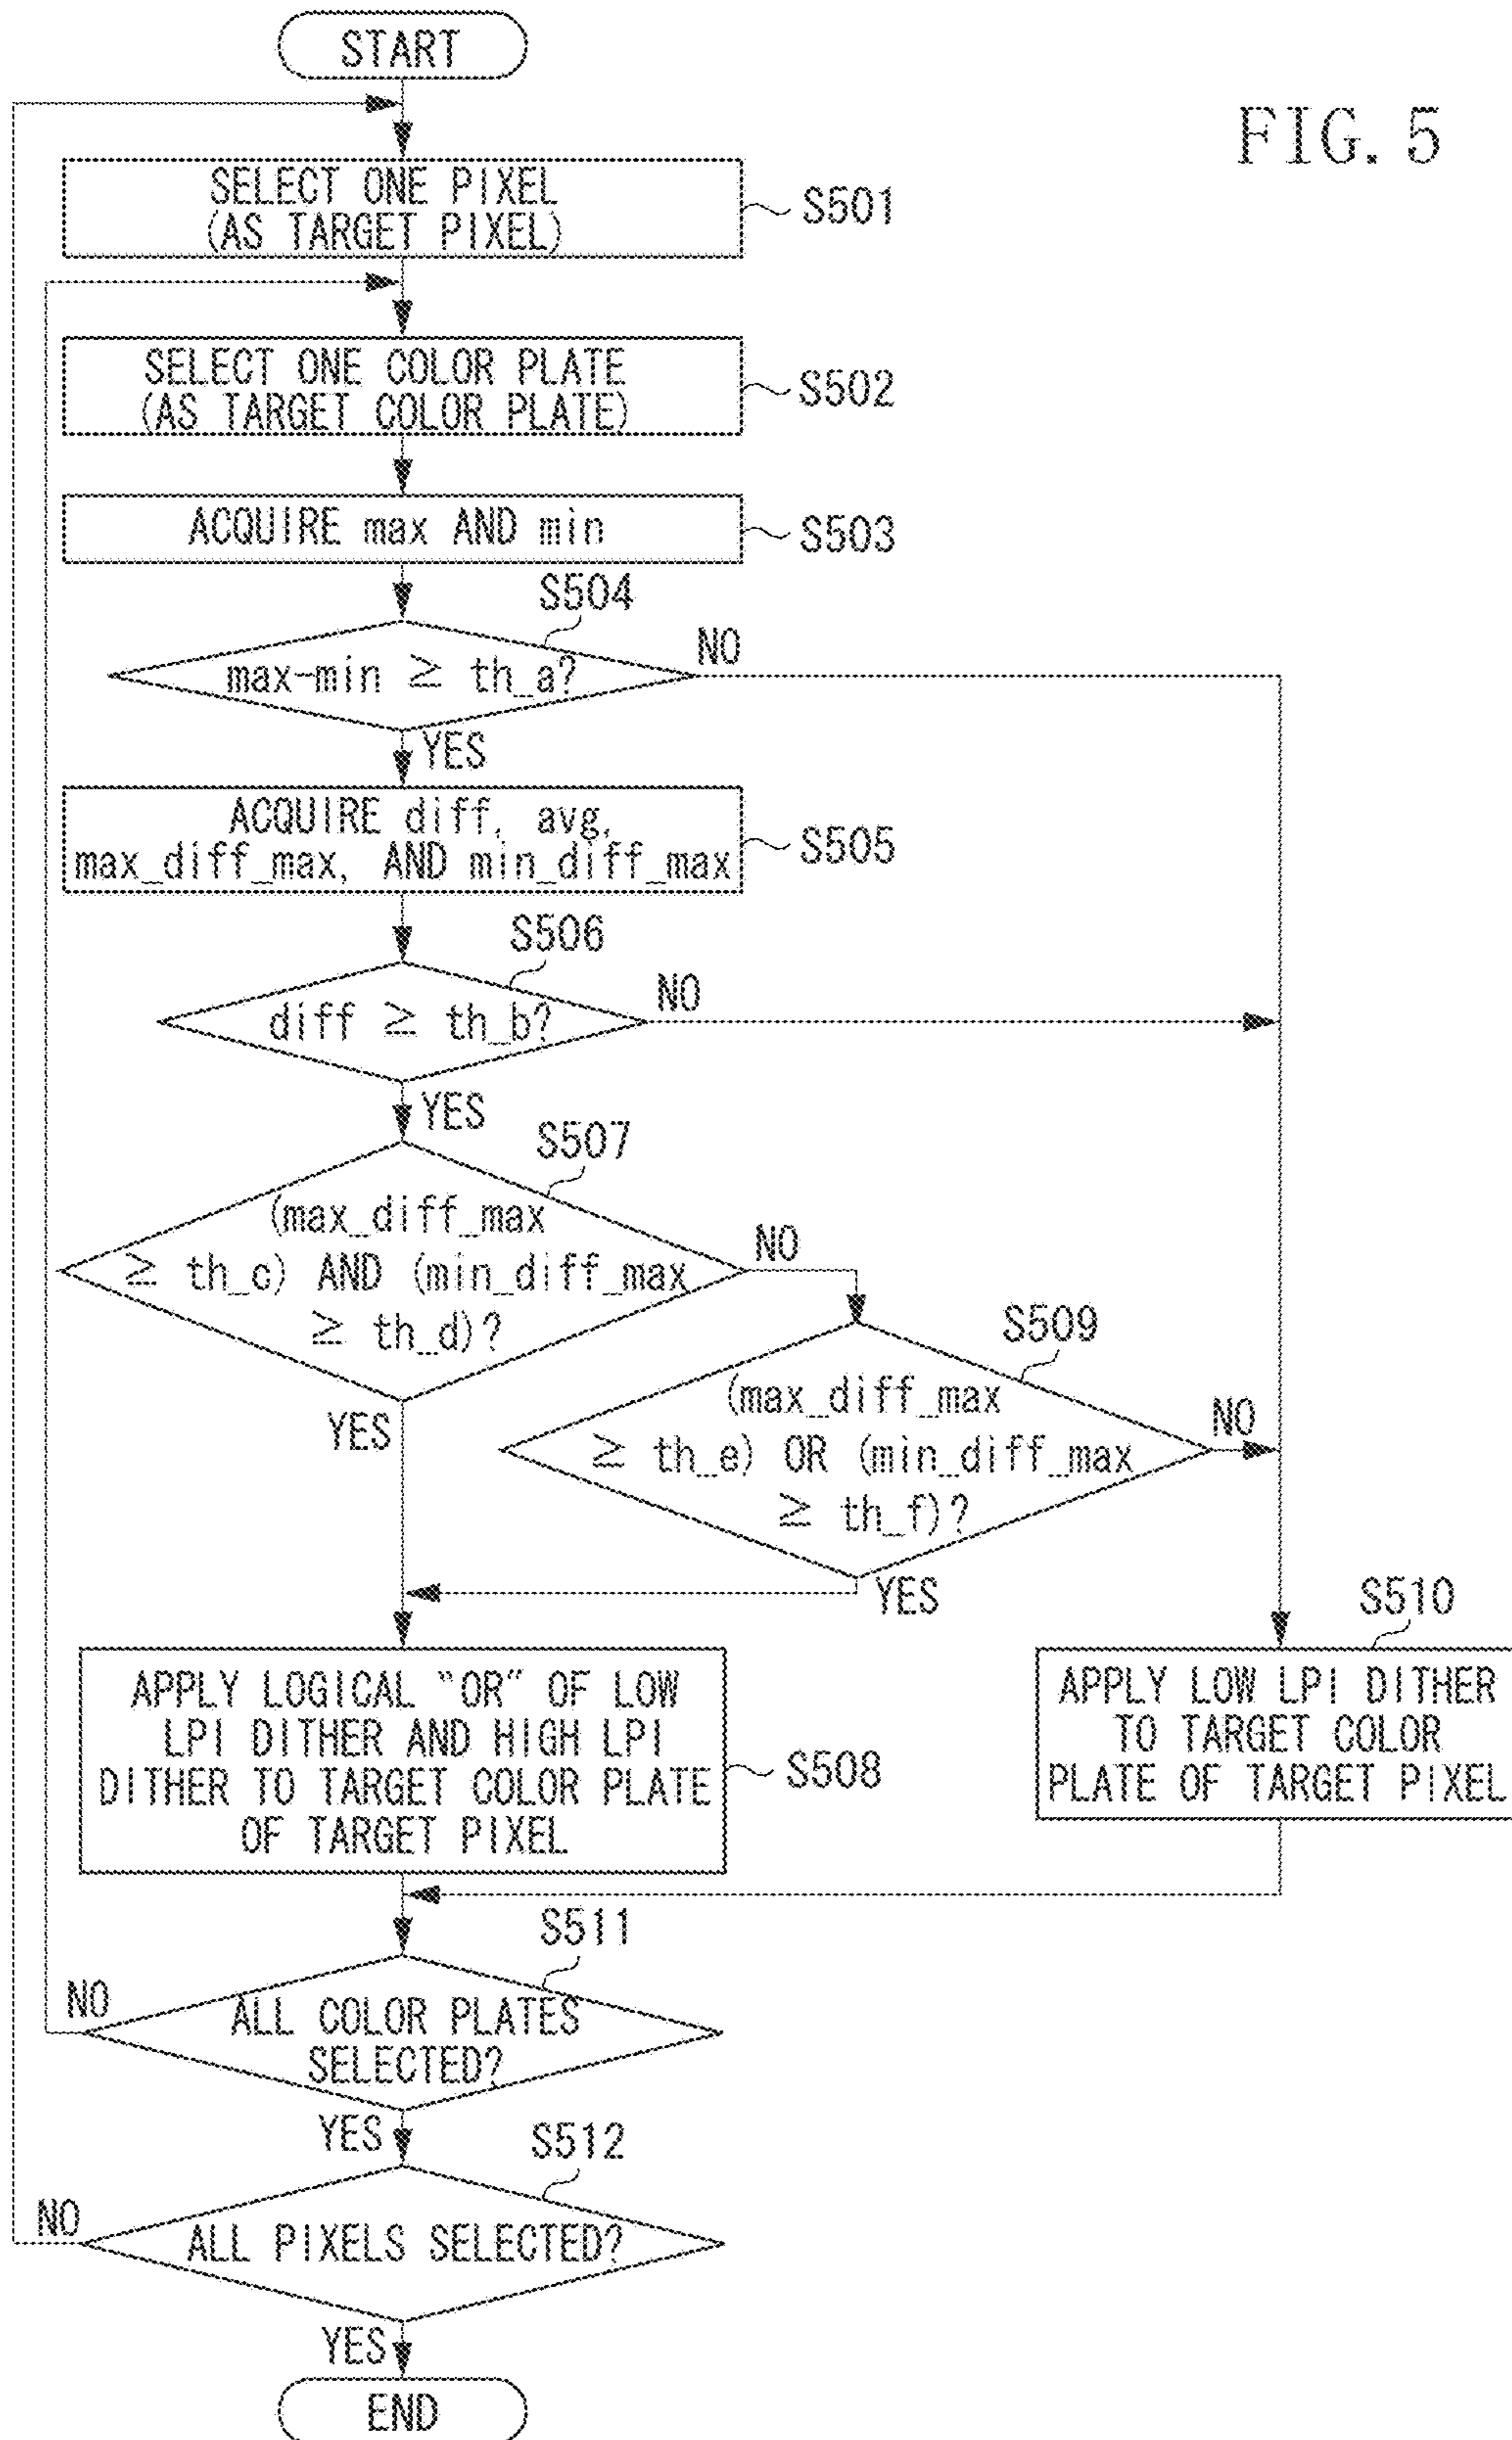 START
FIG. 5
SELECT ONE PIXEL
(AS TARGET PIXEL)
S501
SELECT ONE COLOR PLATE
(AS TARGET COLOR PLATE)
S502
ACQUIRE max AND min
S503
S504
max-min ≥ th_a?
NO
YES
ACQUIRE diff, avg,
max_diff_max, AND min_diff_max
S505
S506
diff ≥ th_b?
NO
YES
S507
(max_diff_max
≥ th_c) AND (min_diff_max
≥ th_d)?
NO
YES
S509
(max_diff_max
≥ th_e) OR (min_diff_max
≥ th_f)?
NO
YES
APPLY LOGICAL “OR” OF LOW
LPI DITHER AND HIGH LPI
DITHER TO TARGET COLOR PLATE
OF TARGET PIXEL
S508
S510
APPLY LOW LPI DITHER
TO TARGET COLOR
PLATE OF TARGET PIXEL
S511
ALL COLOR PLATES
SELECTED?
NO
YES
S512
ALL PIXELS SELECTED?
NO
YES
END